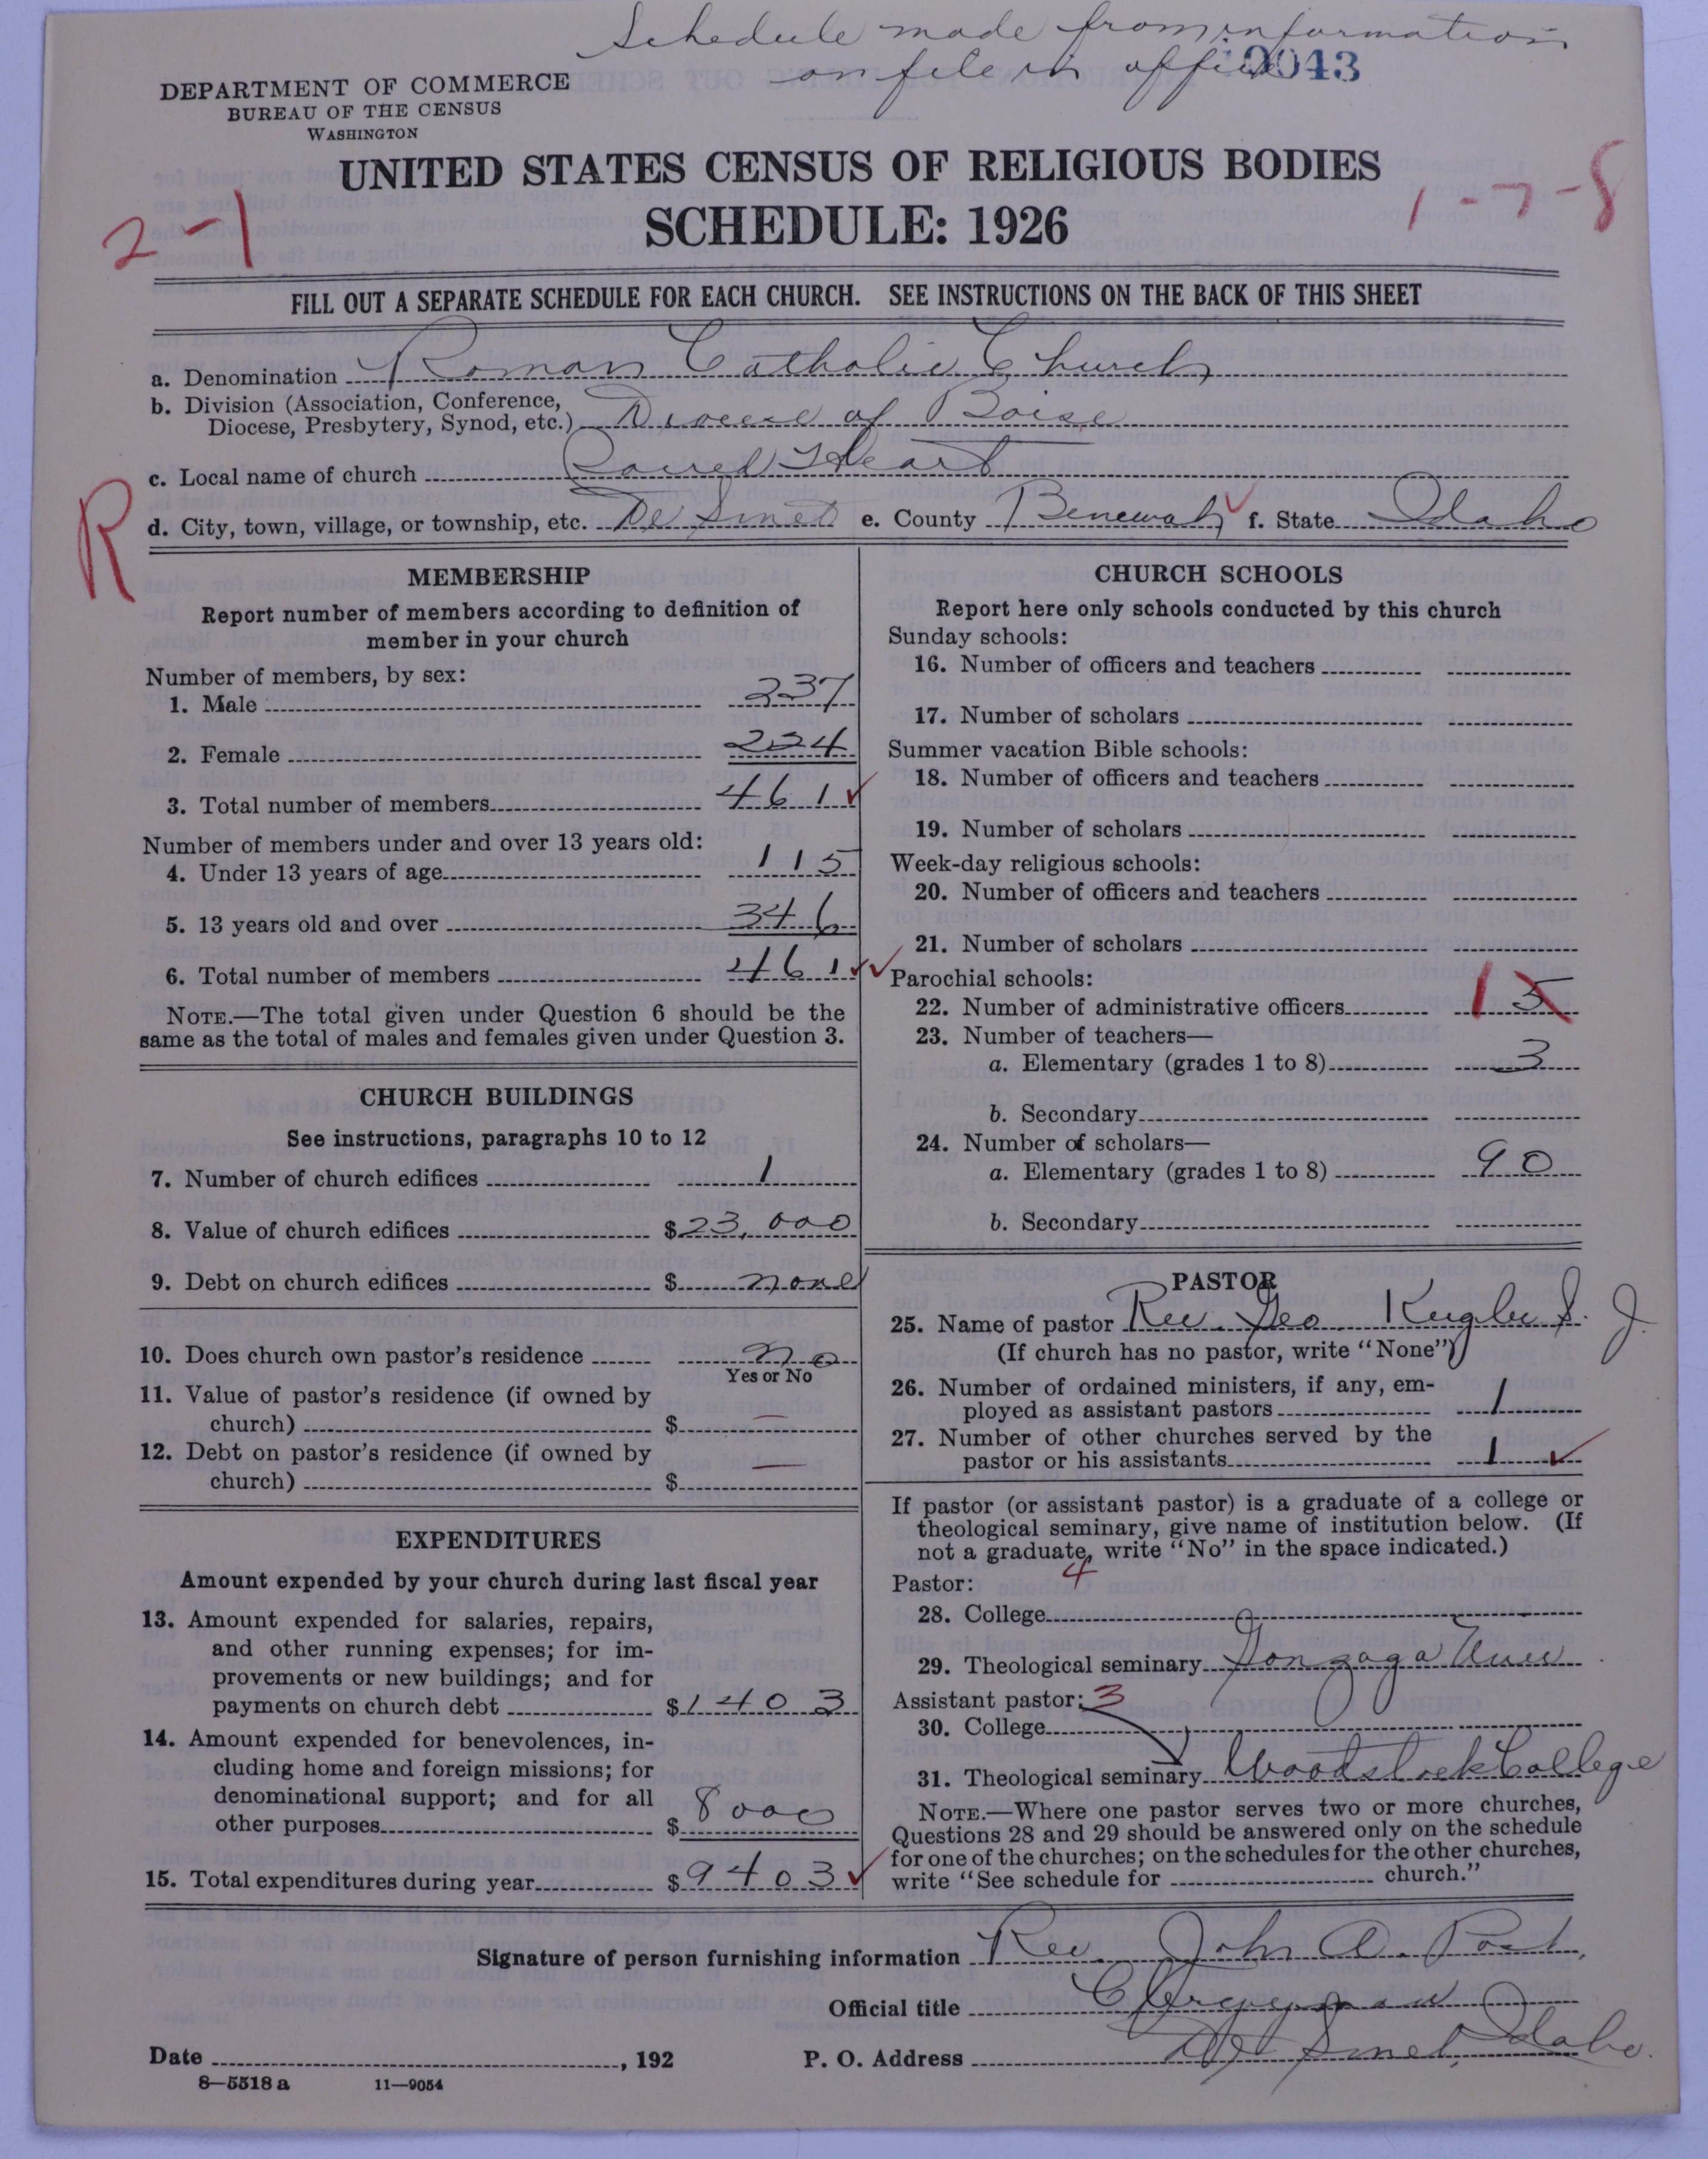 Schedule made from information
on file in office
0043
DEPARTMENT OF COMMERCE
BUREAU OF THE CENSUS
WASHINGTON
UNITED STATES CENSUS OF RELIGIOUS BODIES
SCHEDULE: 1926
2-1
1-7-8
FILL OUT A SEPARATE SCHEDULE FOR EACH CHURCH. SEE INSTRUCTIONS ON THE BACK OF THIS SHEET
a. Denomination Roman Catholic Church
b. Division (Association, Conference, Diocese, Presbytery, Synod, etc.) Diocese of Boise
c. Local name of church Sacred Heart
R
d. City, town, village, or township, etc. De Smet e. County Benewah f. State Idaho
MEMBERSHIP
Report number of members according to definition of
member in your church
Number of members, by sex:
1. Male 237
2. Female 224
3. Total number of members 461
Number of members under and over 13 years old:
4. Under 13 years of age 115
5. 13 years old and over 346
6. Total number of members 461
NOTE.—The total given under Question 6 should be the
same as the total of males and females given under Question 3.
CHURCH BUILDINGS
See instructions, paragraphs 10 to 12
7. Number of church edifices 1
8. Value of church edifices $23,000
9. Debt on church edifices $ none
10. Does church own pastor's residence no
Yes or No
11. Value of pastor's residence (if owned by
church) $ —
12. Debt on pastor's residence (if owned by
church) $ —
EXPENDITURES
Amount expended by your church during last fiscal year
13. Amount expended for salaries, repairs,
and other running expenses; for im-
provements or new buildings; and for
payments on church debt $1403
14. Amount expended for benevolences, in-
cluding home and foreign missions; for
denominational support; and for all
other purposes $8000
15. Total expenditures during year $9403
CHURCH SCHOOLS
Report here only schools conducted by this church
Sunday schools:
16. Number of officers and teachers
17. Number of scholars
Summer vacation Bible schools:
18. Number of officers and teachers
19. Number of scholars
Week-day religious schools:
20. Number of officers and teachers
21. Number of scholars
Parochial schools:
22. Number of administrative officers 1 5
23. Number of teachers—
a. Elementary (grades 1 to 8) 3
b. Secondary
24. Number of scholars—
a. Elementary (grades 1 to 8) 90
b. Secondary
PASTOR
25. Name of pastor Rev. Geo. Kugler S. J.
(If church has no pastor, write "None")
26. Number of ordained ministers, if any, em-
ployed as assistant pastors 1
27. Number of other churches served by the
pastor or his assistants 1
If pastor (or assistant pastor) is a graduate of a college or
theological seminary, give name of institution below. (If
not a graduate, write "No" in the space indicated.)
Pastor: 4
28. College
29. Theological seminary Gonzaga Univ
Assistant pastor: 3
30. College
31. Theological seminary Woodstock College
NOTE.—Where one pastor serves two or more churches,
Questions 28 and 29 should be answered only on the schedule
for one of the churches; on the schedules for the other churches,
write "See schedule for church."
Signature of person furnishing information Rev. John A. Post,
Official title Clergyman
Date , 192 P. O. Address De Smet, Idaho.
8—5518 a 11—9054